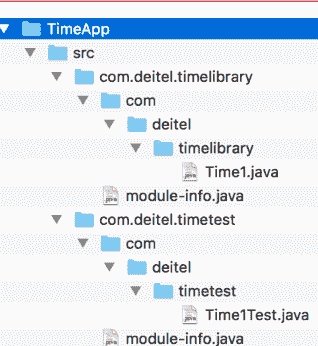 TimeApp
src
com.deitel.timelibrary
com
deitel
timelibrary
Time1.java
module-info.java
com.deitel.timetest
com
deitel
timetest
Time1Test.java
module-info.java